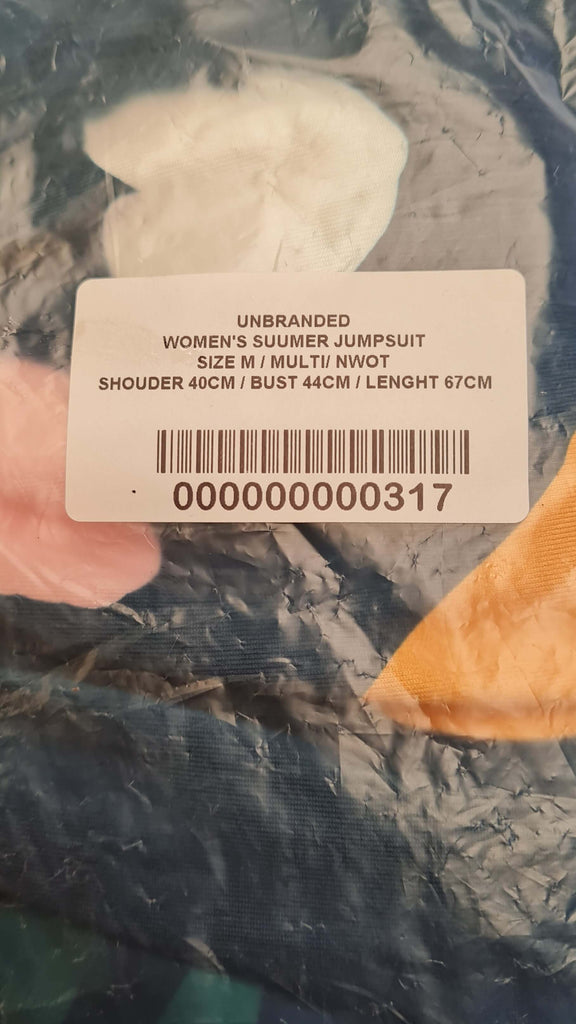 UNBRANDED
WOMEN'S SUUMER JUMPSUIT
SIZE M / MULTI/ NWOT
SHOUDER 40CM / BUST 44CM / LENGHT 67CM
000000000317